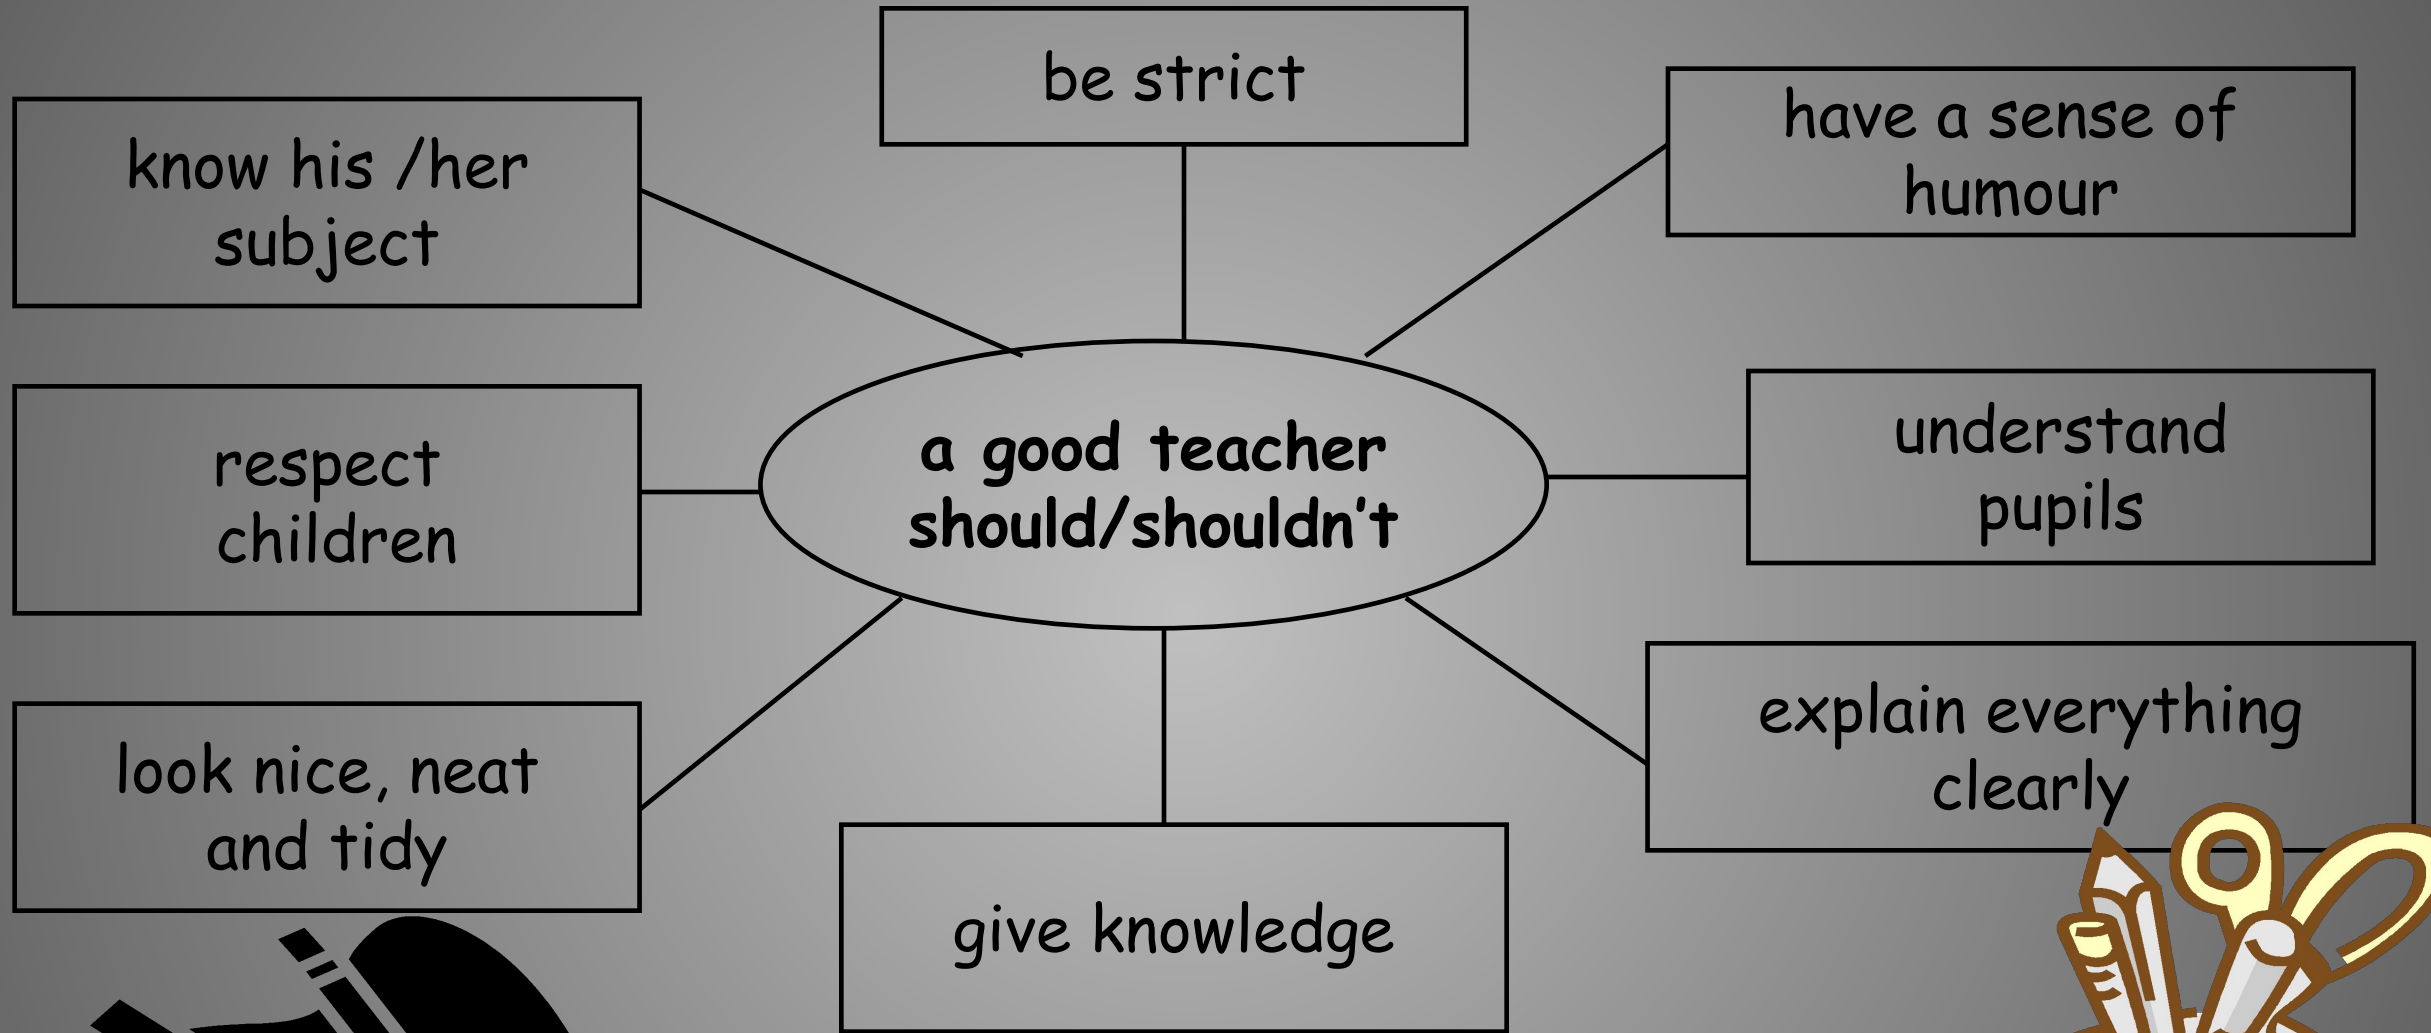 be strict
have a sense of
humour
know his /her
subject
respect
children
a good teacher
should/shouldn't
understand
pupils
look nice, neat
and tidy
explain everything
clearly
give knowledge